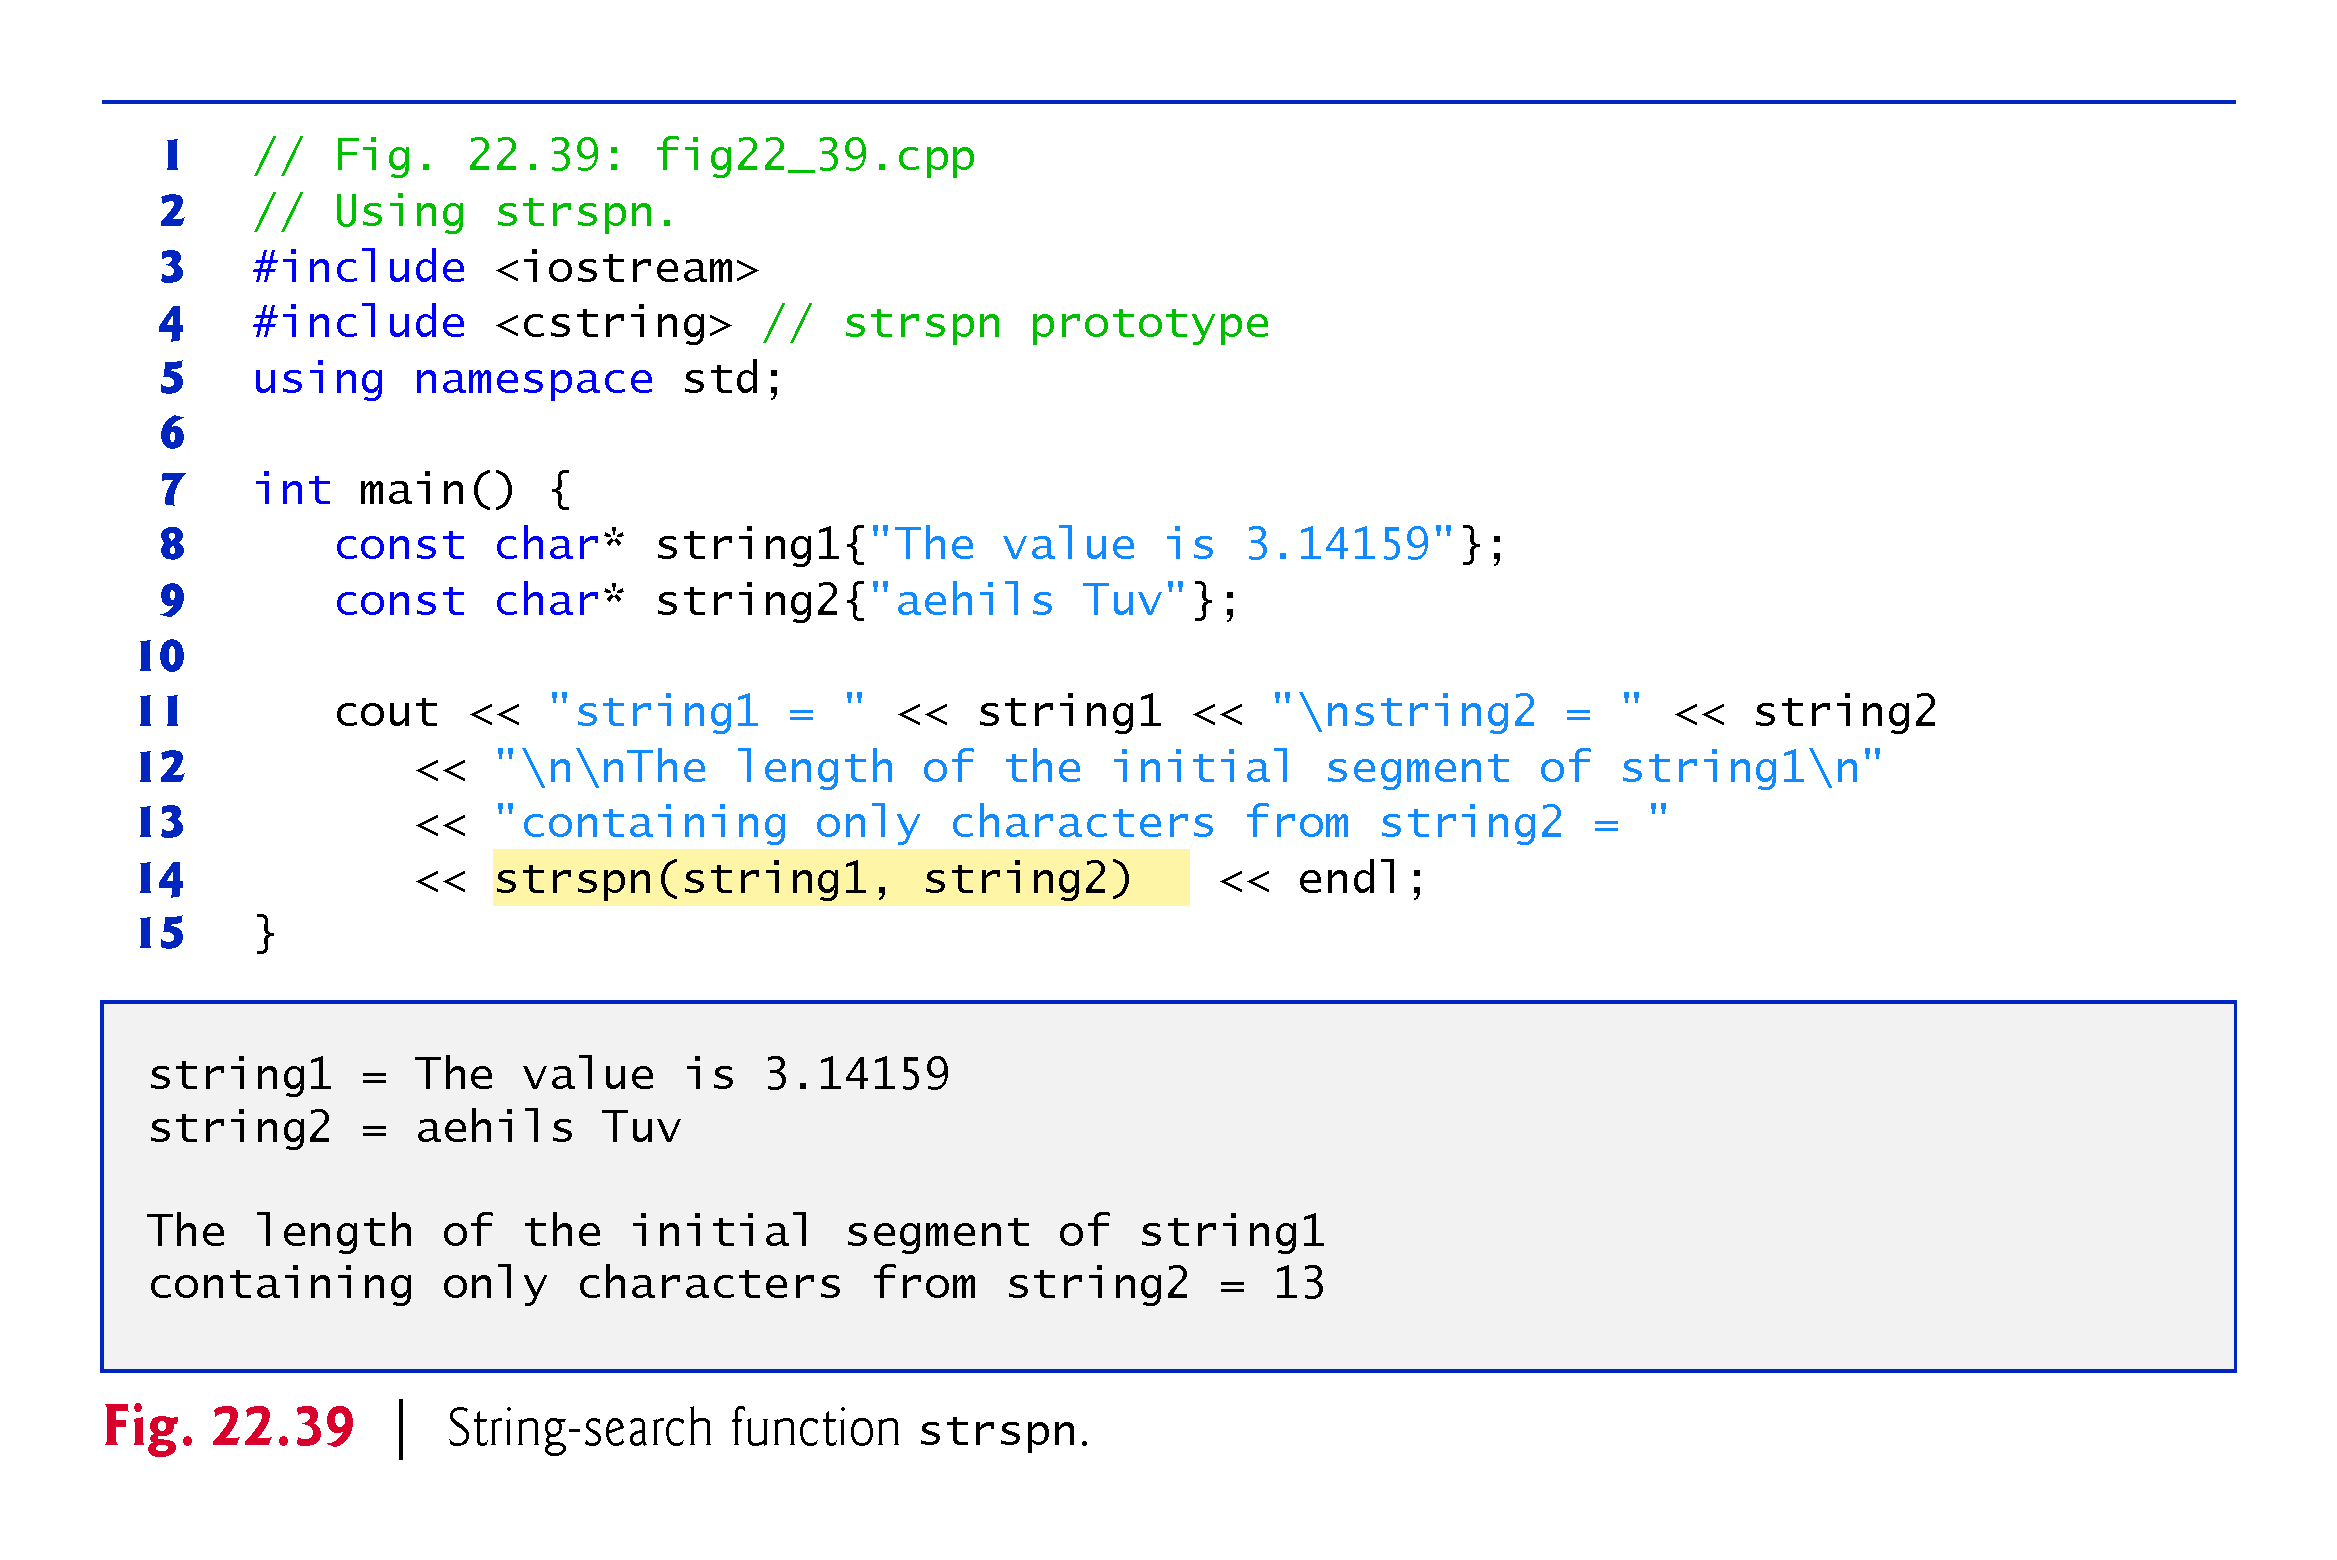 1 // Fig. 22.39: fig22_39.cpp
2 // Using strspn.
3 #include <iostream>
4 #include <cstring> // strspn prototype
5 using namespace std;
6
7 int main() {
8    const char* string1{"The value is 3.14159"};
9    const char* string2{"aehils Tuv"};
10
11    cout << "string1 = " << string1 << "\nstring2 = " << string2
12       << "\n\nThe length of the initial segment of string1\n"
13       << "containing only characters from string2 = "
14       << strspn(string1, string2)   << endl;
15 }
string1 = The value is 3.14159
string2 = aehils Tuv
The length of the initial segment of string1
containing only characters from string2 = 13
Fig. 22.39 | String-search function strspn.